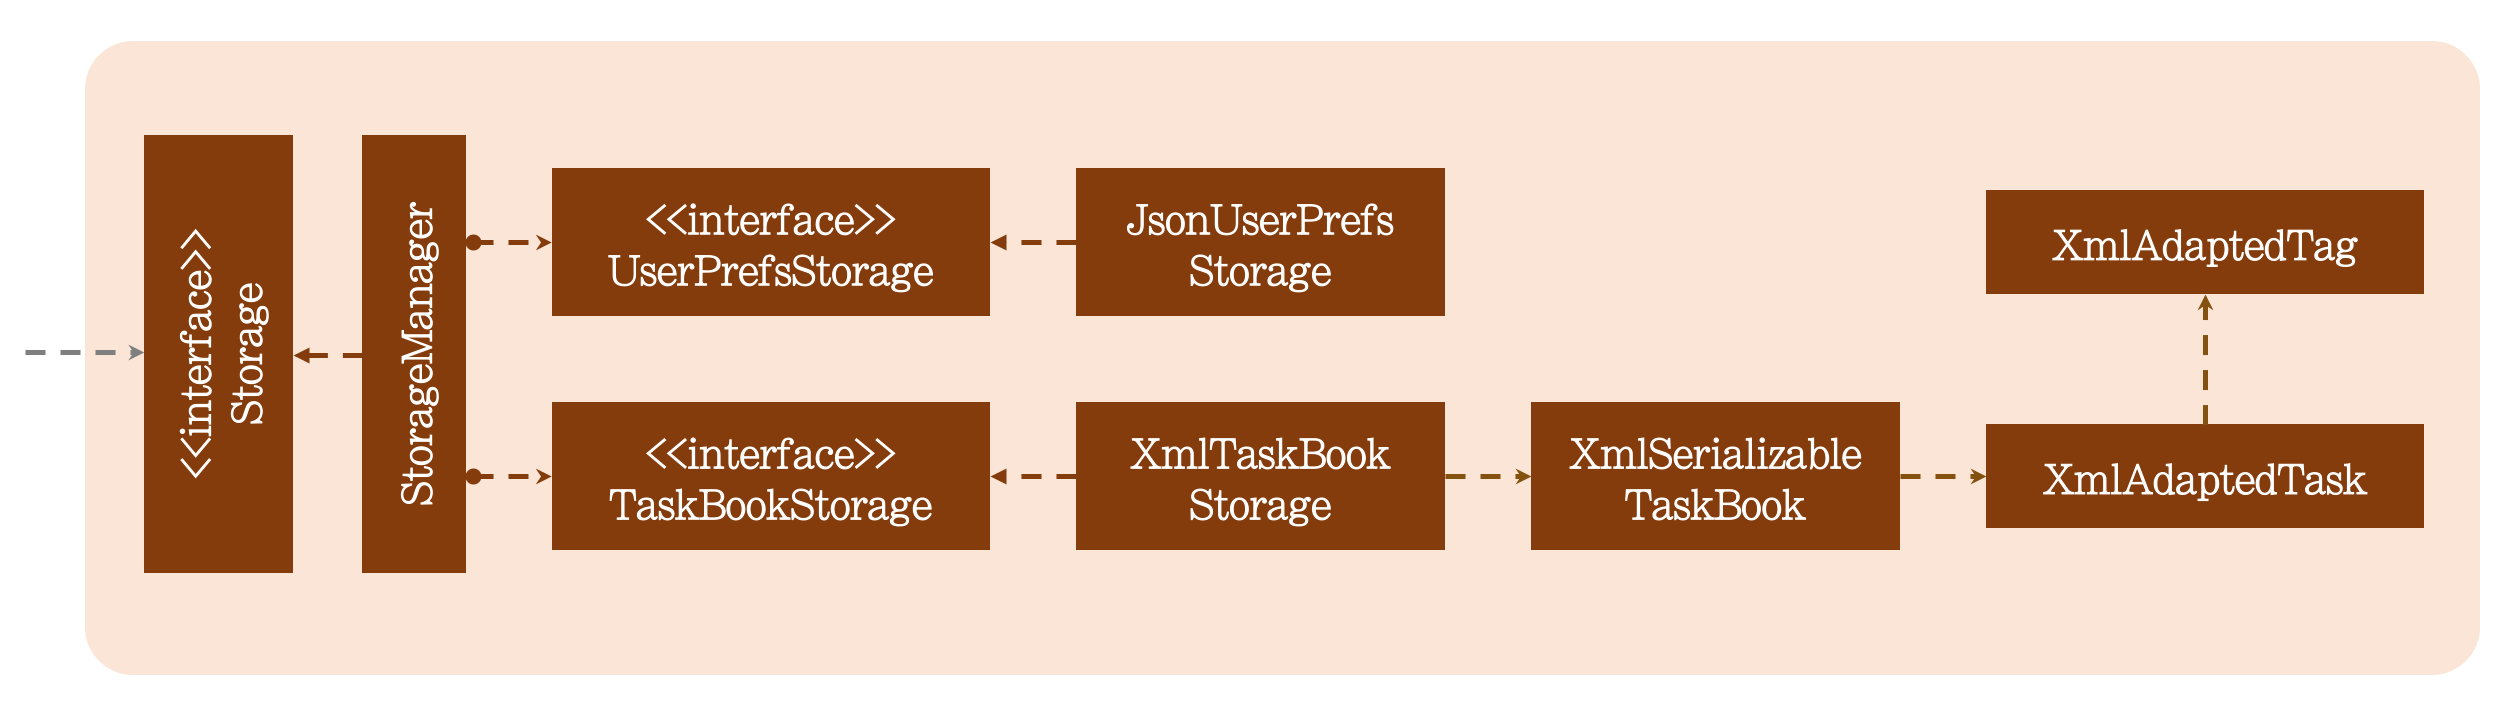 <<interface>>
Storage
StorageManager
<<interface>>
UserPrefsStorage
JsonUserPrefs
Storage
XmlAdaptedTag
<<interface>>
TaskBookStorage
XmlTaskBook
Storage
XmlSerializable
TaskBook
XmlAdaptedTask